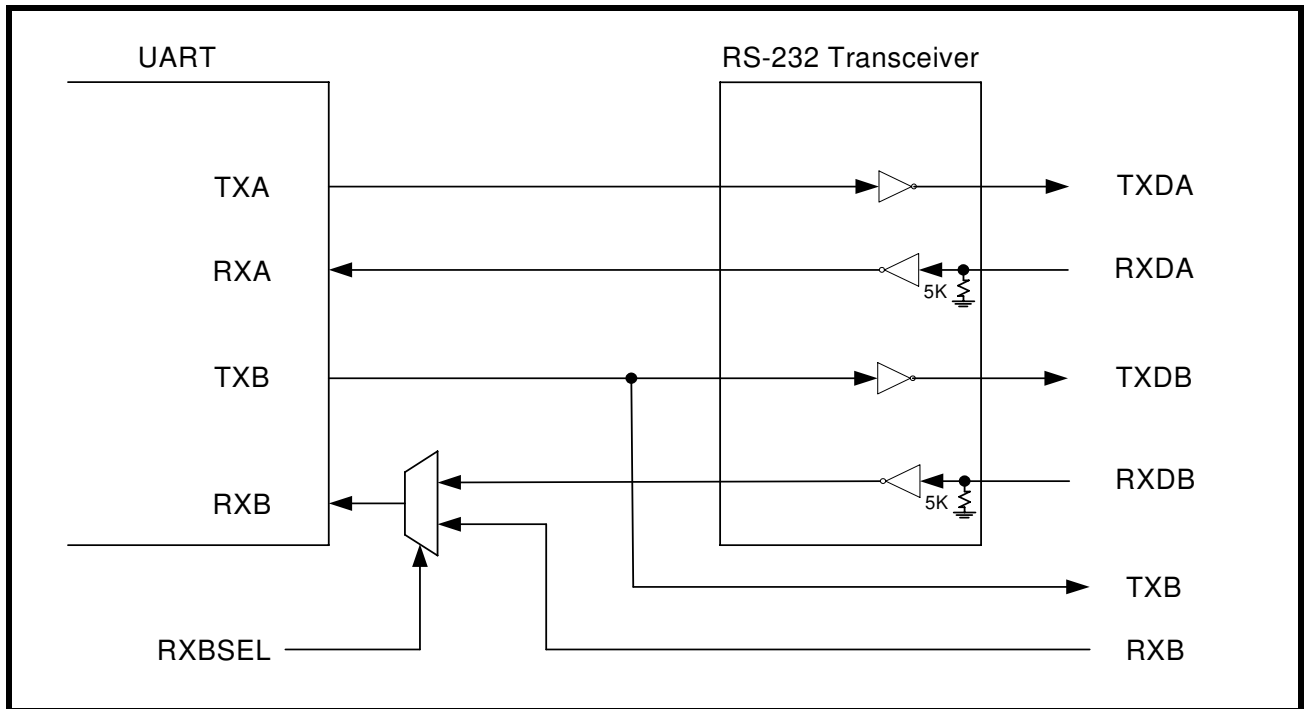 UART
RS-232 Transceiver
TXA
TXDA
RXA
RXDA
5K
TXB
TXDB
RXB
RXDB
5K
TXB
RXBSEL
RXB